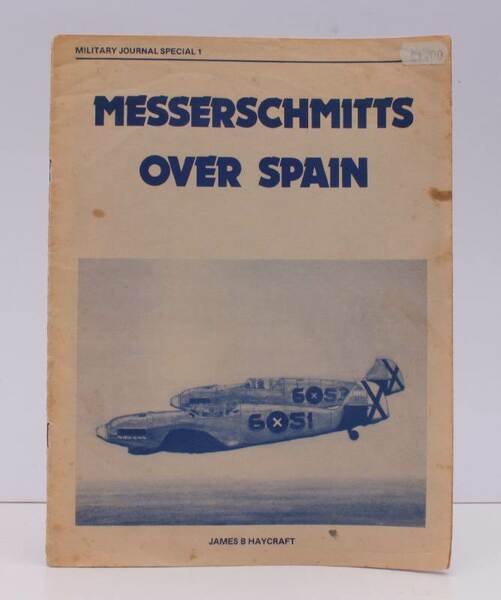 MILITARY JOURNAL SPECIAL 1
MESSERSCHMITTS
OVER SPAIN
6 52
6 51
JAMES B HAYCRAFT